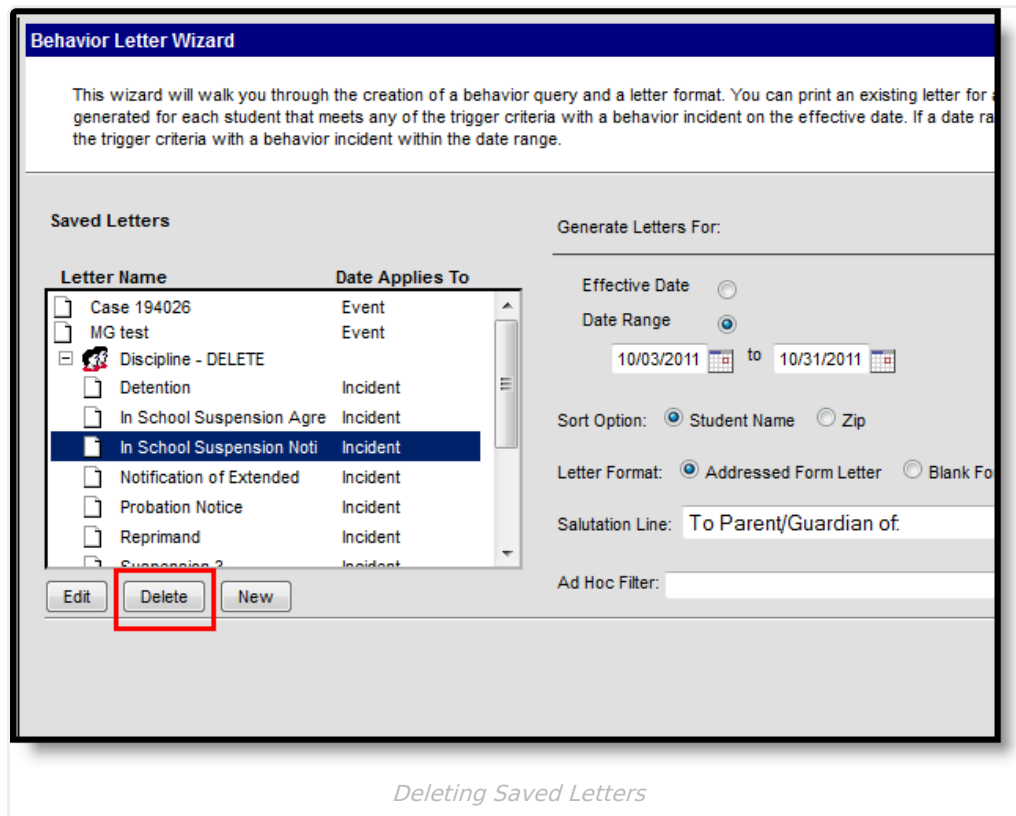 Behavior Letter Wizard
This wizard will walk you through the creation of a behavior query and a letter format. You can print an existing letter for
generated for each student that meets any of the trigger criteria with a behavior incident on the effective date. If a date ra
the trigger criteria with a behavior incident within the date range.
Saved Letters
Generate Letters For:
Letter Name Date Applies To
Case 194026 Event
MG test Event
Discipline - DELETE
Detention Incident
In School Suspension Agre Incident
In School Suspension Noti Incident
Notification of Extended Incident
Probation Notice Incident
Reprimand Incident
Suspension 3 Incident
Edit Delete New
Effective Date
Date Range
10/03/2011 to 10/31/2011
Sort Option: Student Name Zip
Letter Format: Addressed Form Letter Blank Fo
Salutation Line: To Parent/Guardian of:
Ad Hoc Filter:
Deleting Saved Letters